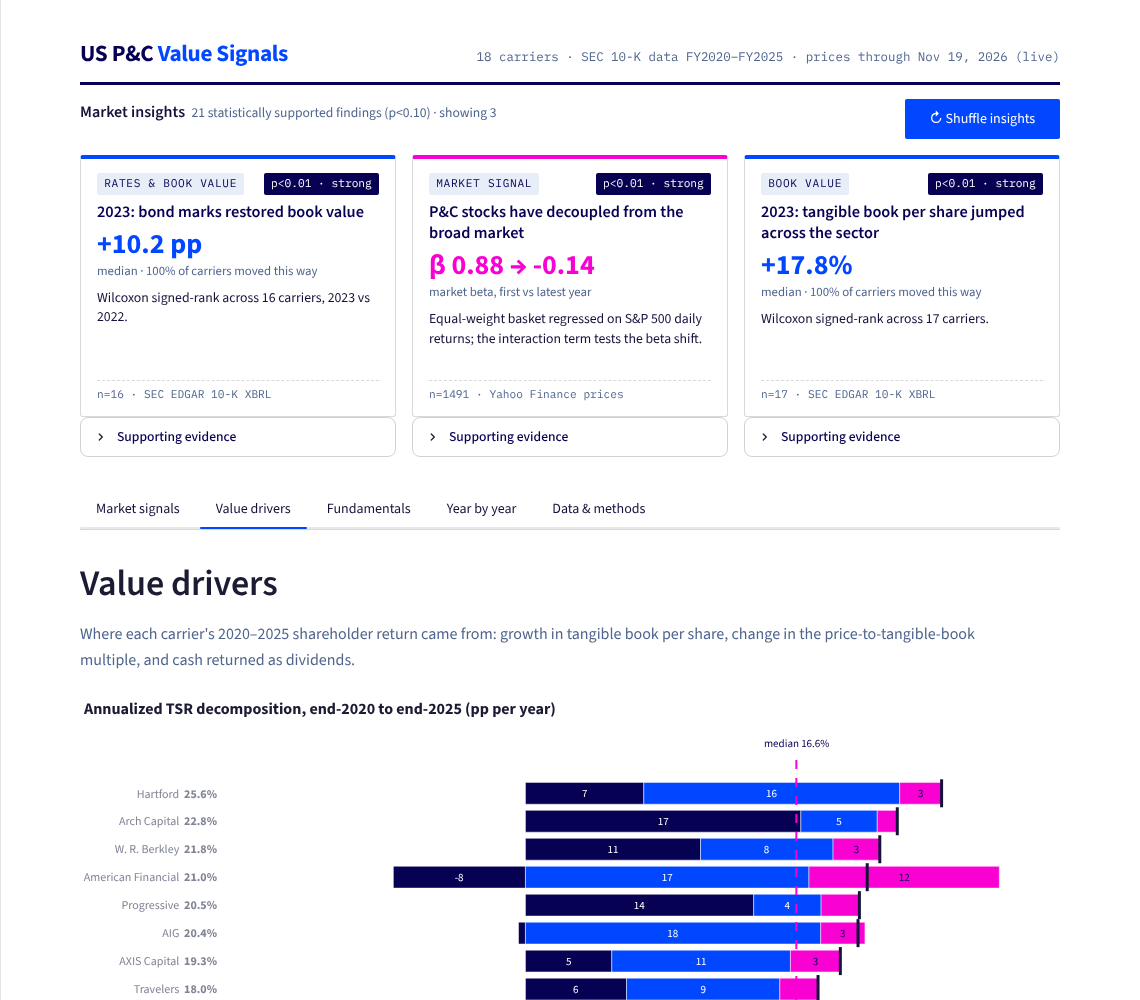 US P&C Value Signals
18 carriers · SEC 10-K data FY2020–FY2025 · prices through Nov 19, 2026 (live)
Market insights 21 statistically supported findings (p<0.10) · showing 3
↻ Shuffle insights
RATES & BOOK VALUE
p<0.01 · strong
2023: bond marks restored book value
+10.2 pp
median · 100% of carriers moved this way
Wilcoxon signed-rank across 16 carriers, 2023 vs
2022.
n=16 · SEC EDGAR 10-K XBRL
Supporting evidence
MARKET SIGNAL
p<0.01 · strong
P&C stocks have decoupled from the
broad market
β 0.88 → -0.14
market beta, first vs latest year
Equal-weight basket regressed on S&P 500 daily
returns; the interaction term tests the beta shift.
n=1491 · Yahoo Finance prices
Supporting evidence
BOOK VALUE
p<0.01 · strong
2023: tangible book per share jumped
across the sector
+17.8%
median · 100% of carriers moved this way
Wilcoxon signed-rank across 17 carriers.
n=17 · SEC EDGAR 10-K XBRL
Supporting evidence
Market signals
Value drivers
Fundamentals
Year by year
Data & methods
Value drivers
Where each carrier's 2020–2025 shareholder return came from: growth in tangible book per share, change in the price-to-tangible-book
multiple, and cash returned as dividends.
Annualized TSR decomposition, end-2020 to end-2025 (pp per year)
median 16.6%
Hartford 25.6% 7 16 3
Arch Capital 22.8% 17 5
W. R. Berkley 21.8% 11 8 3
American Financial 21.0% -8 17 12
Progressive 20.5% 14 4
AIG 20.4% 18 3
AXIS Capital 19.3% 5 11 3
Travelers 18.0% 6 9